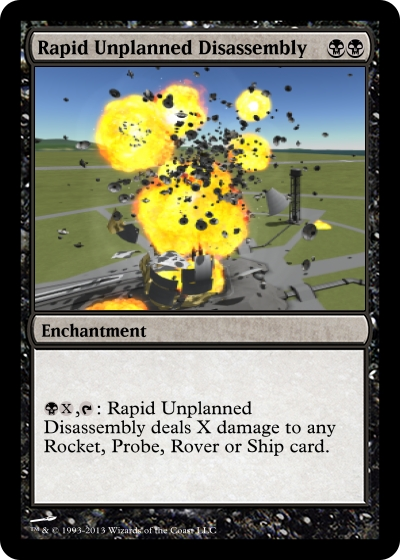 Rapid Unplanned Disassembly
Enchantment
X, : Rapid Unplanned
Disassembly deals X damage to any
Rocket, Probe, Rover or Ship card.
™ & © 1993-2013 Wizards of the Coast LLC